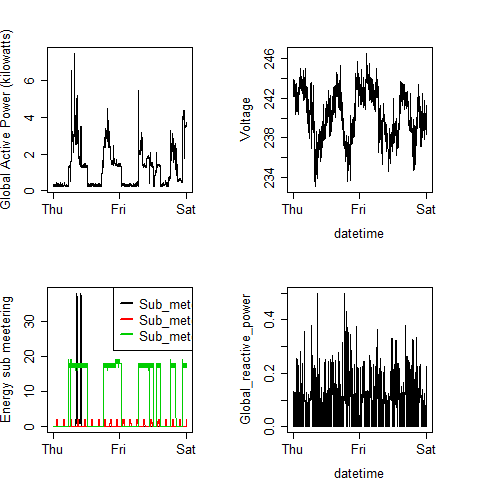 Global Active Power (kilowatts)
0 2 4 6
Thu Fri Sat
Voltage
234 238 242 246
Thu Fri Sat
datetime
Energy sub meetering
0 10 20 30
Sub_met
Sub_met
Sub_met
Thu Fri Sat
Global_reactive_power
0.0 0.2 0.4
Thu Fri Sat
datetime